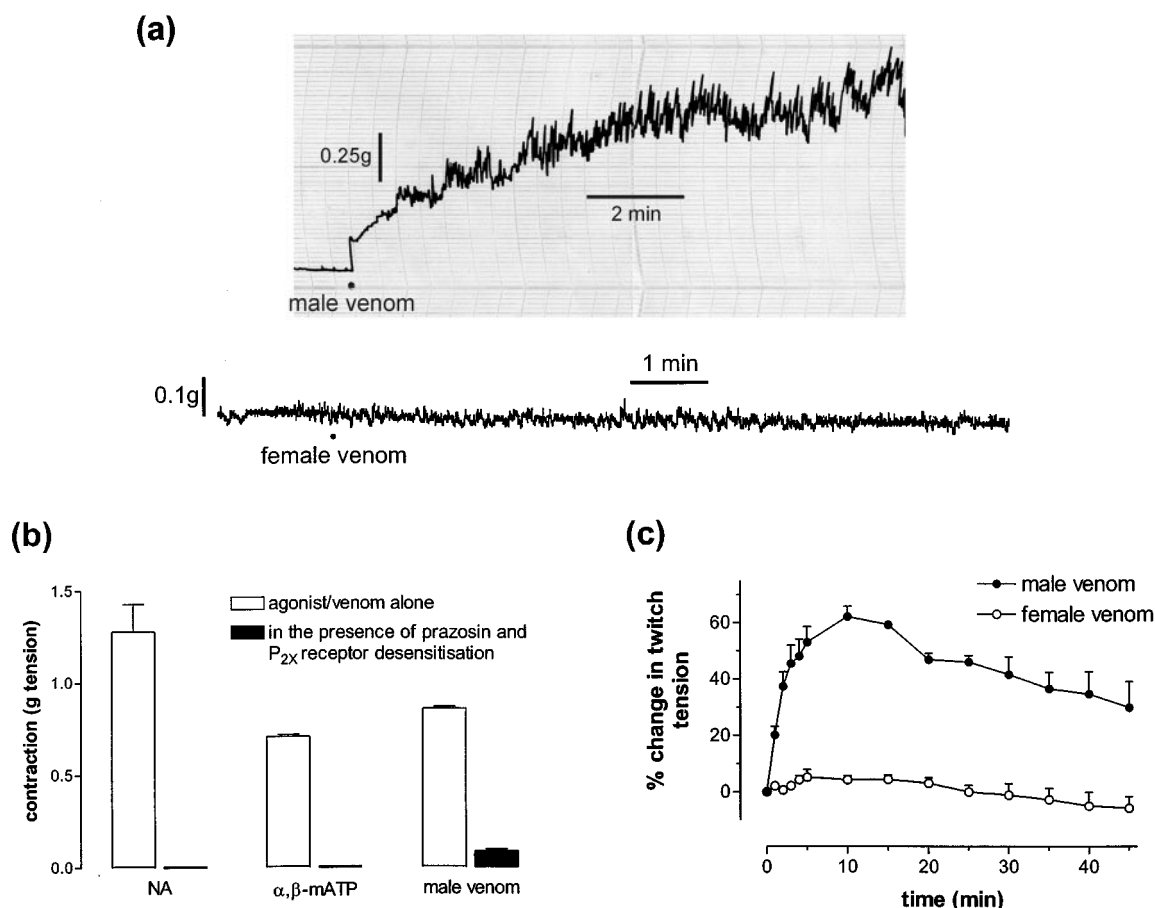 (a)
0.25g
2 min
male venom
1 min
0.1g
female venom
(b)
1.5
1.0
0.5
0.0
contraction (g tension)
agonist/venom alone
in the presence of prazosin and
P2X receptor desensitisation
NA
α,β-mATP
male venom
(c)
male venom
female venom
% change in twitch
tension
60
40
20
0
0
10
20
30
40
time (min)